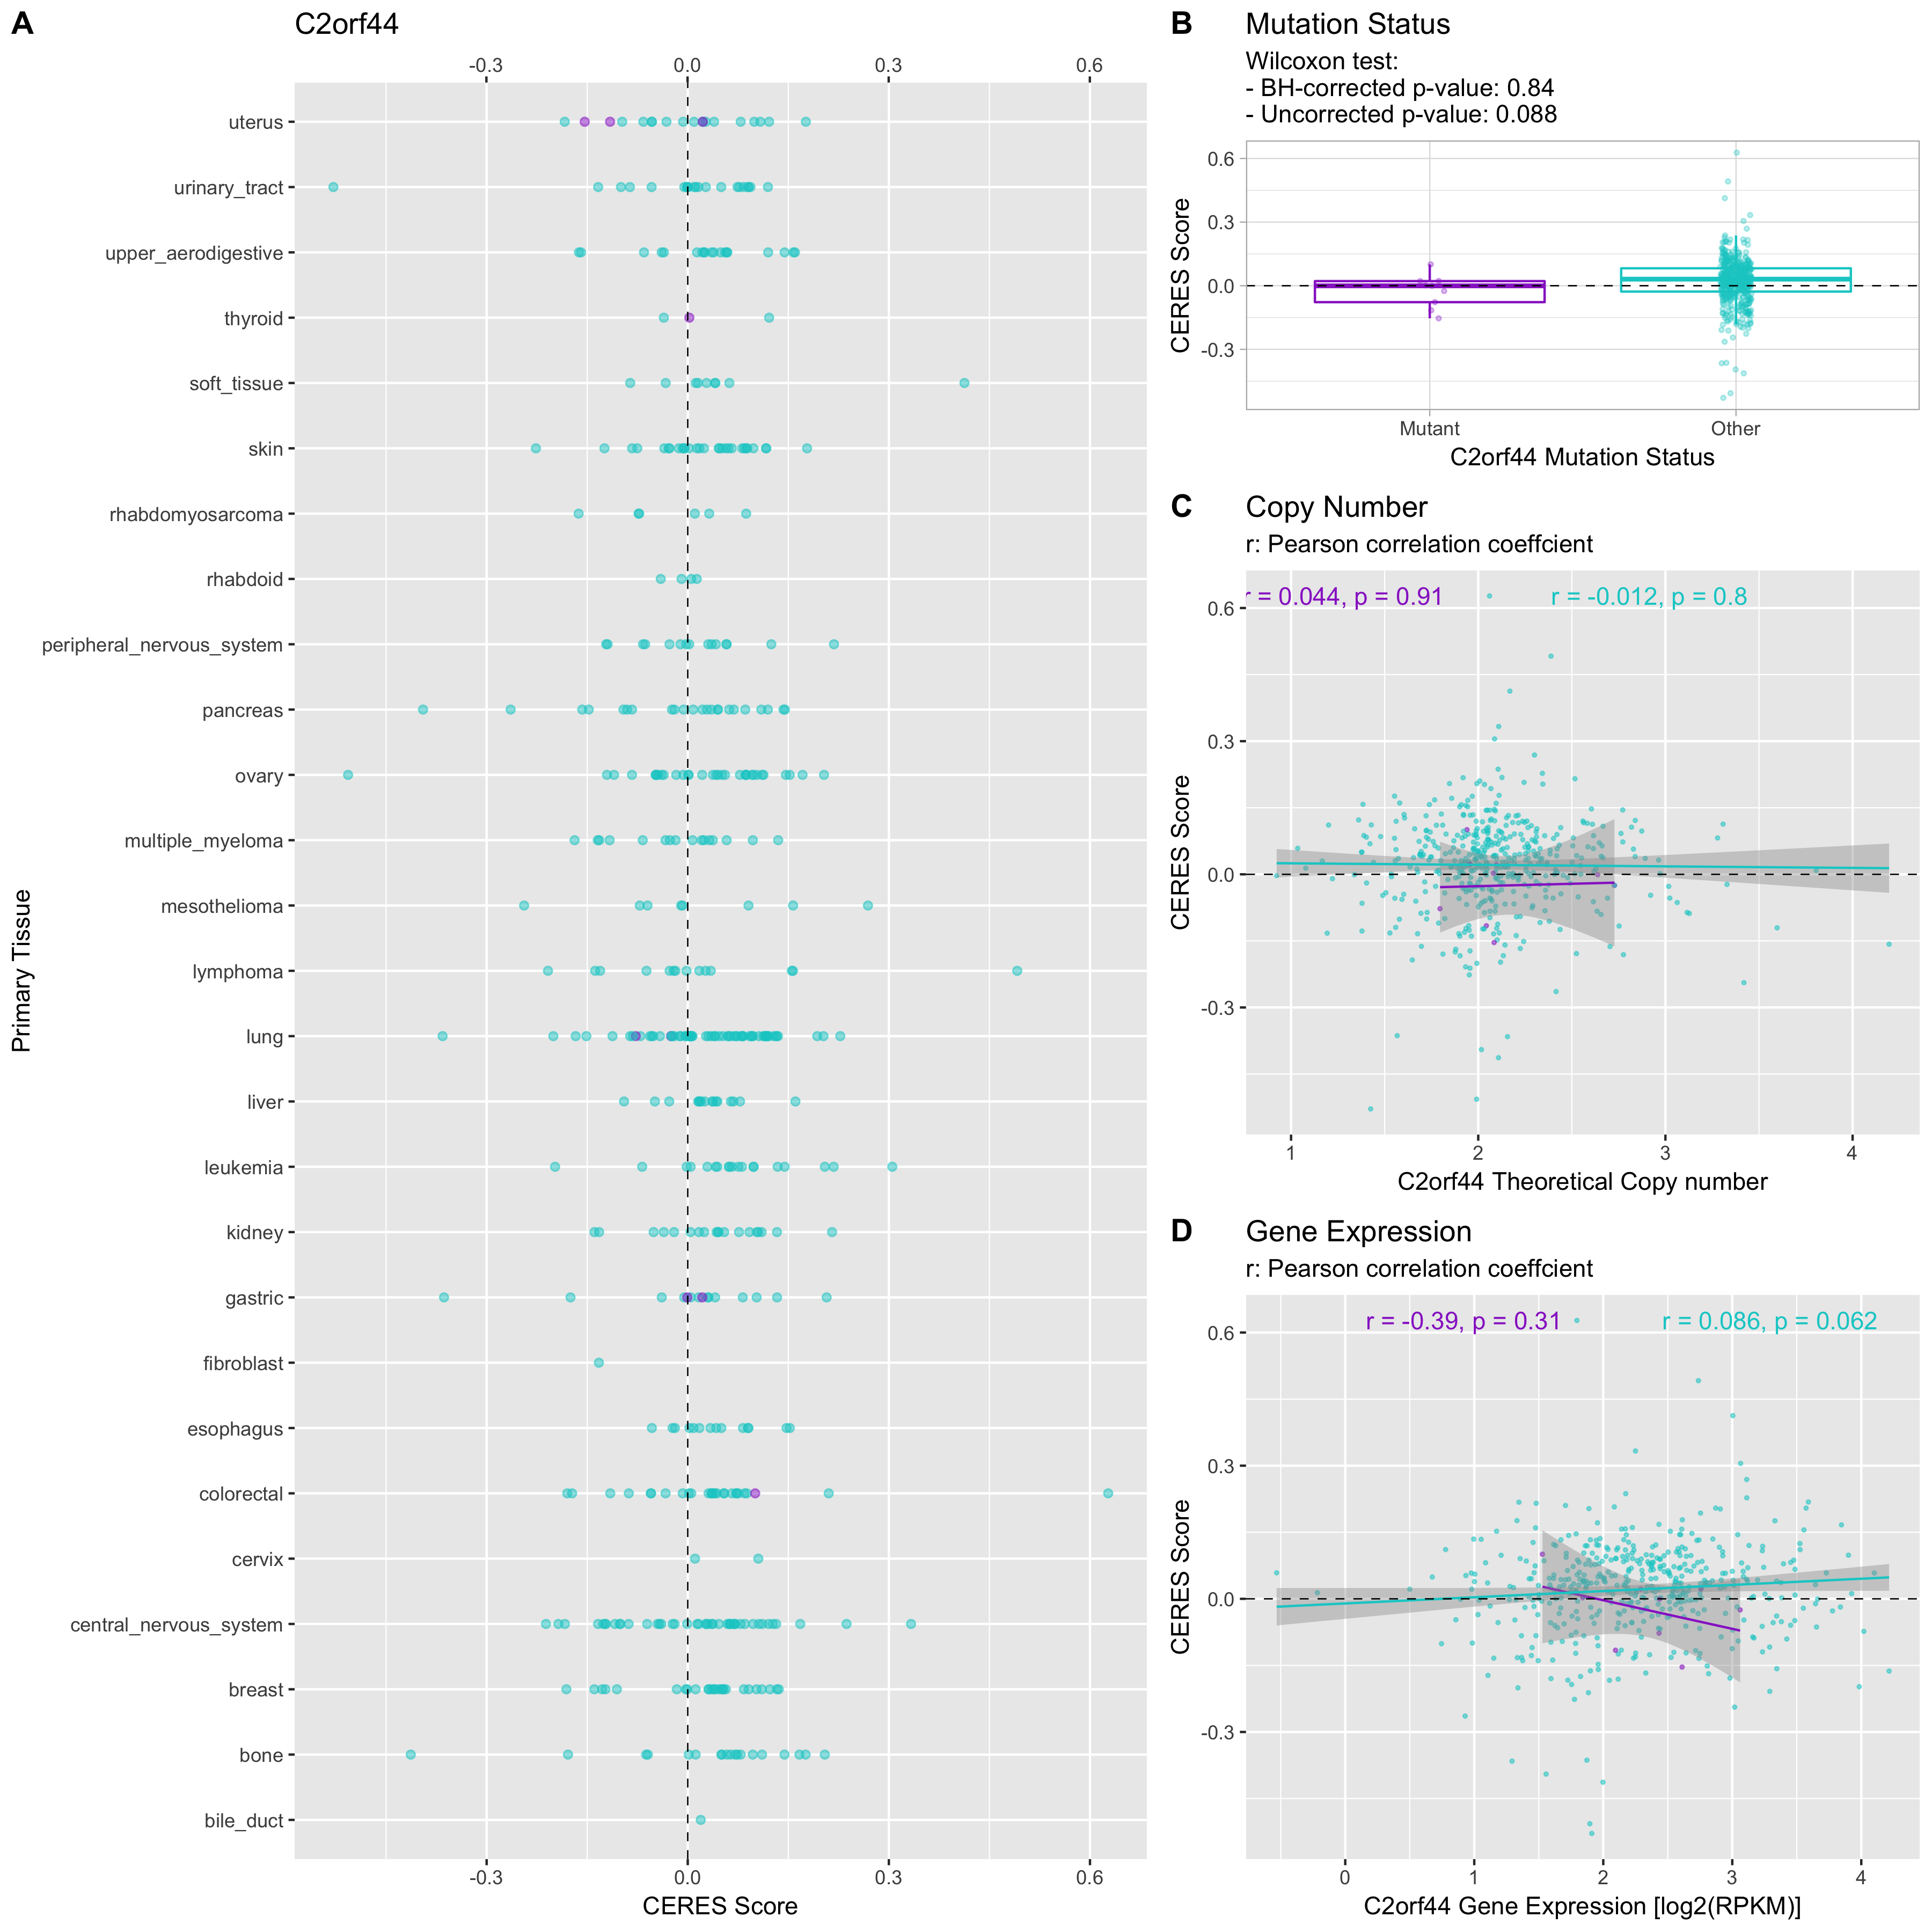 A
C2orf44
-0.3 0.0 0.3 0.6
Primary Tissue
uterus
urinary_tract
upper_aerodigestive
thyroid
soft_tissue
skin
rhabdomyosarcoma
rhabdoid
peripheral_nervous_system
pancreas
ovary
multiple_myeloma
mesothelioma
lymphoma
lung
liver
leukemia
kidney
gastric
fibroblast
esophagus
colorectal
cervix
central_nervous_system
breast
bone
bile_duct
-0.3 0.0 0.3 0.6
CERES Score
B
Mutation Status
Wilcoxon test:
- BH-corrected p-value: 0.84
- Uncorrected p-value: 0.088
CERES Score
0.6
0.3
0.0
-0.3
Mutant Other
C2orf44 Mutation Status
C
Copy Number
r: Pearson correlation coeffcient
r = 0.044, p = 0.91 r = -0.012, p = 0.8
CERES Score
0.6
0.3
0.0
-0.3
1 2 3 4
C2orf44 Theoretical Copy number
D
Gene Expression
r: Pearson correlation coeffcient
r = -0.39, p = 0.31 r = 0.086, p = 0.062
CERES Score
0.6
0.3
0.0
-0.3
0 1 2 3 4
C2orf44 Gene Expression [log2(RPKM)]